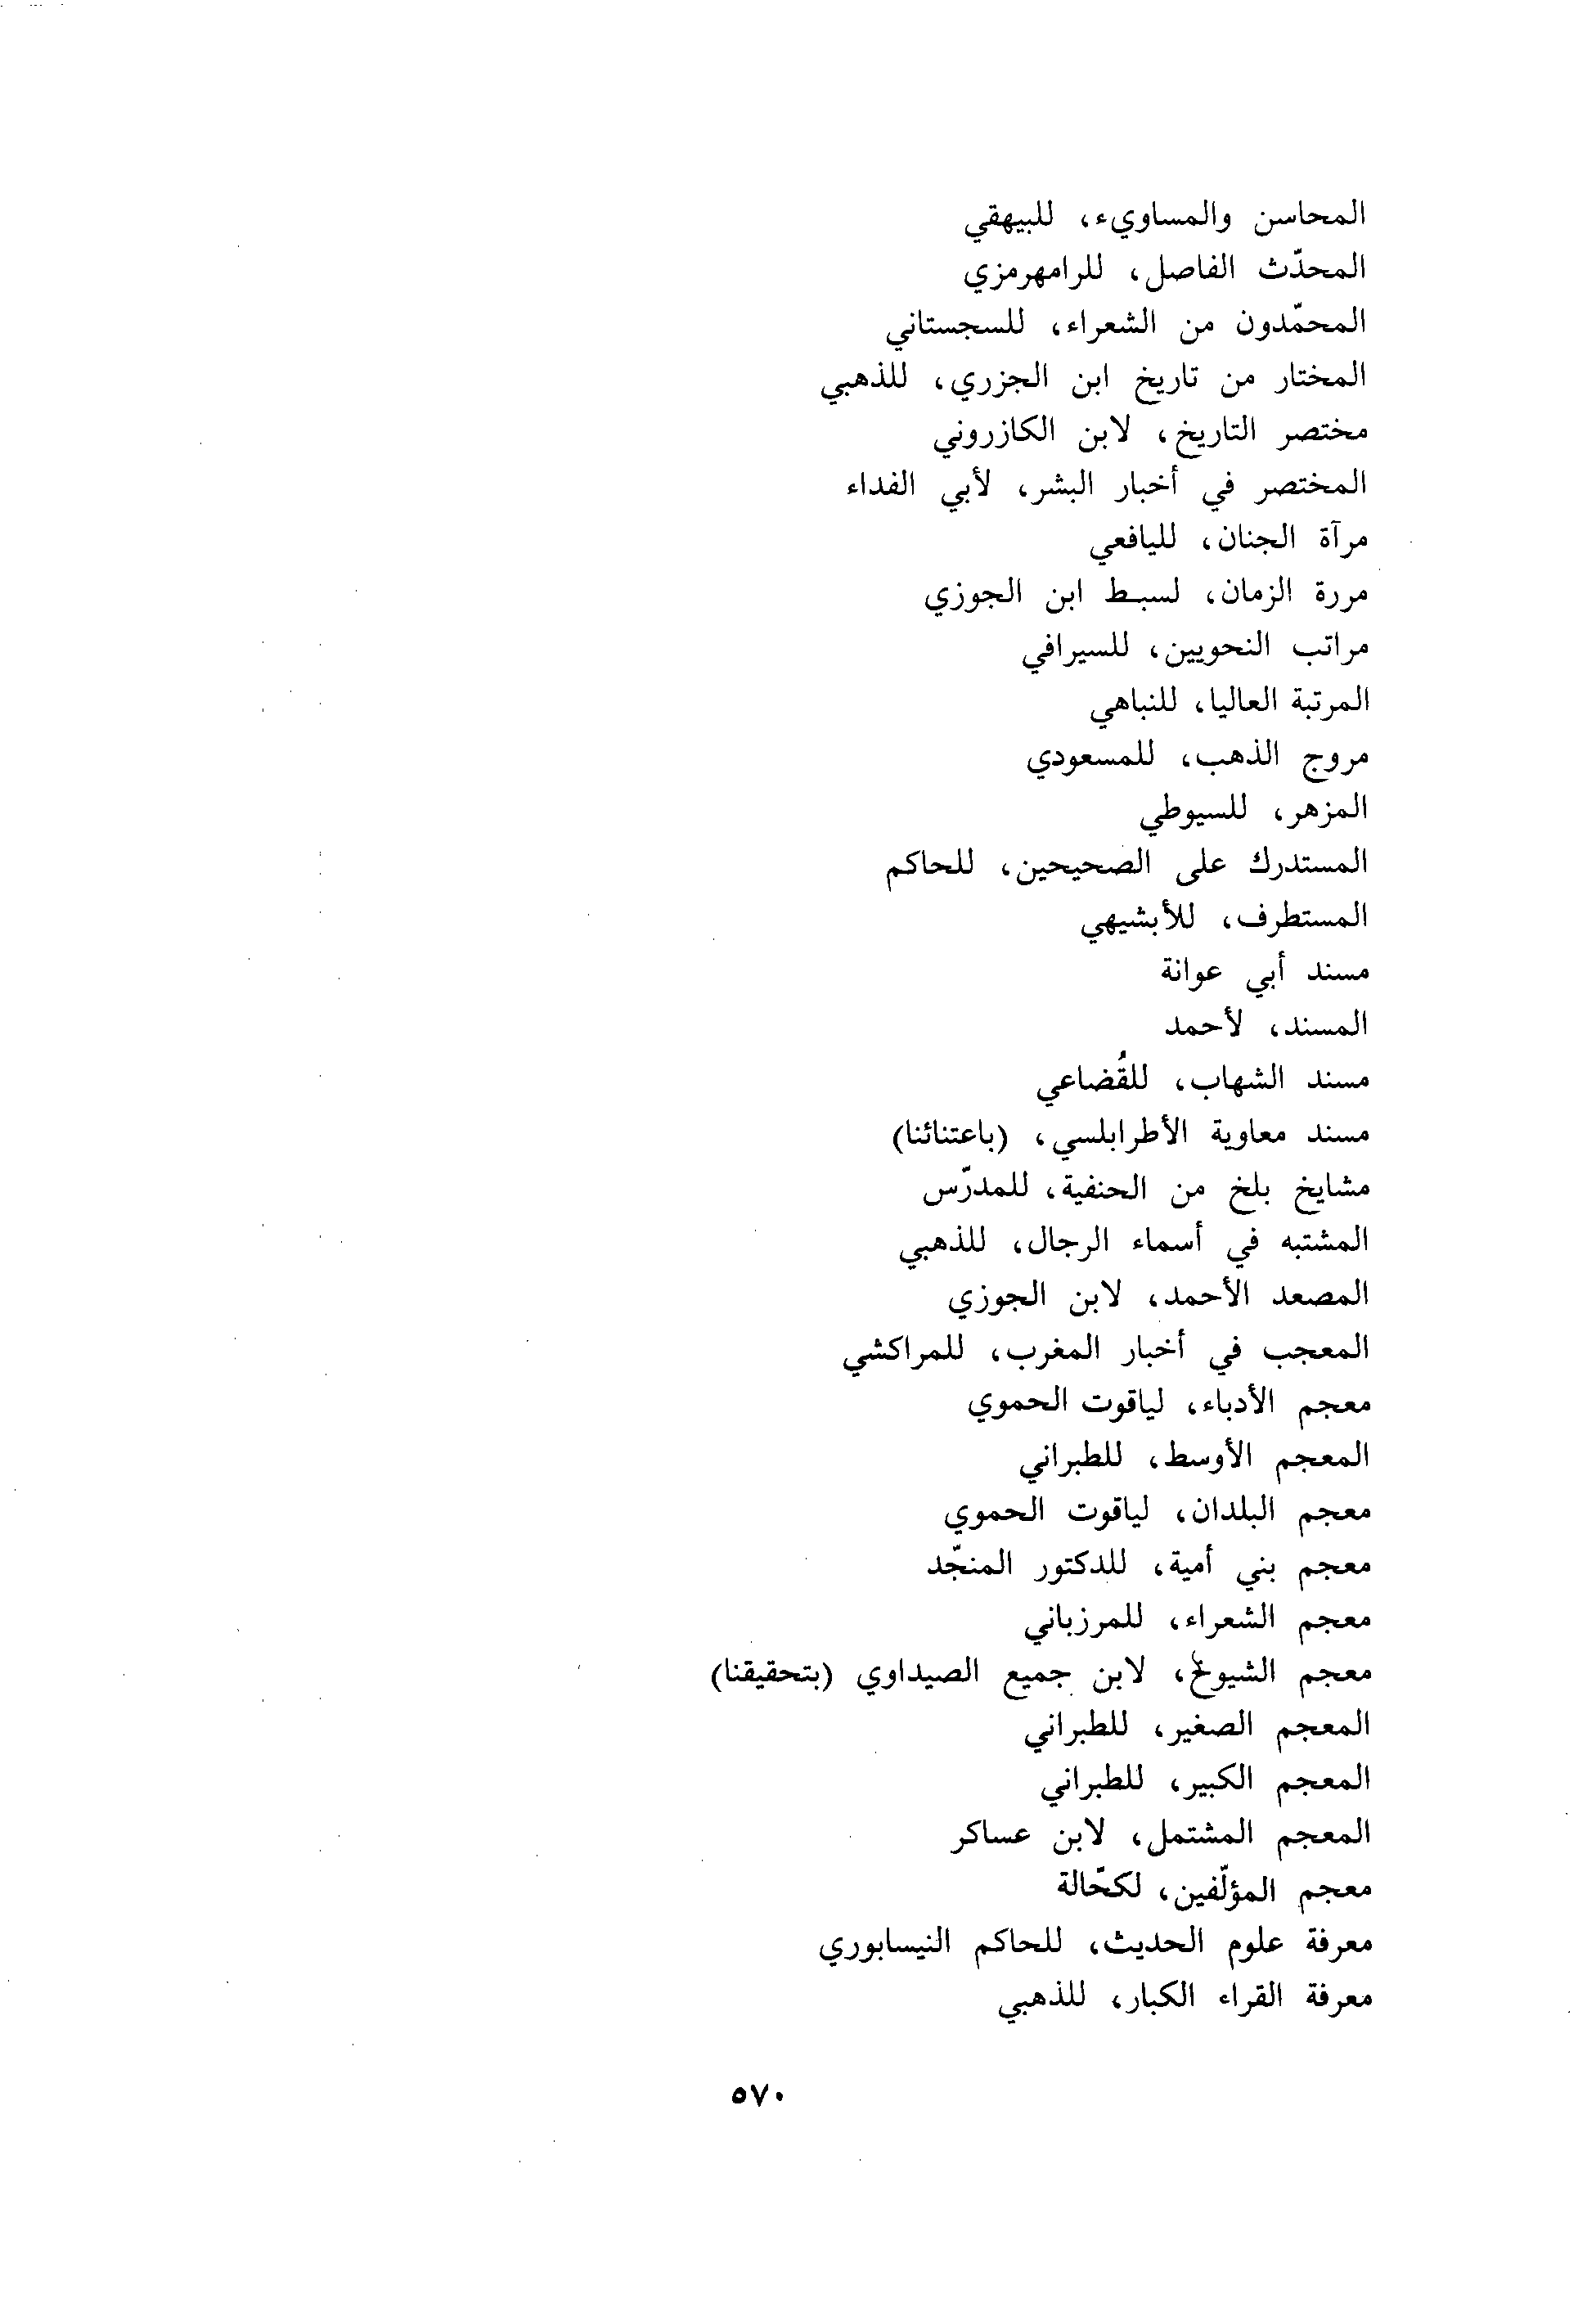 المحاسن والمساويء، للبيهقي
المحدّث الفاصل، للرامهرمزي
المحمّدون من الشعراء، للسجستاني
المختار من تاريخ ابن الجزري، للذهبي
مختصر التاريخ، لابن الكازروني
المختصر في أخبار البشر، لأبي الفداء
مرآة الجنان، لليافعي
مررة الزمان، لسبط ابن الجوزي
مراتب النحويين، للسيرافي
المرتبة العاليا، للنباهي
مروج الذهب، للمسعودي
المزهر، للسيوطي
المستدرك على الصحيحين، للحاكم
المستطرف، للأبشيهي
مسند أبي عوانة
المسند، لأحمد
مسند الشهاب، للقُضاعي
مسند معاوية الأطرابلسي، (باعتنائنا)
مشايخ بلخ من الحنفية، للمدرّس
المشتبه في أسماء الرجال، للذهبي
المصعد الأحمد، لابن الجوزي
المعجب في أخبار المغرب، للمراكشي
معجم الأدباء، لياقوت الحموي
المعجم الأوسط، للطبراني
معجم البلدان، لياقوت الحموي
معجم بني أمية، للدكتور المنجّد
معجم الشعراء، للمرزباني
معجم الشيوخ، لابن جميع الصيداوي (بتحقيقنا)
المعجم الصغير، للطبراني
المعجم الكبير، للطبراني
المعجم المشتمل، لابن عساكر
معجم المؤلّفين، لكحّالة
معرفة علوم الحديث، للحاكم النيسابوري
معرفة القراء الكبار، للذهبي
٥٧٠